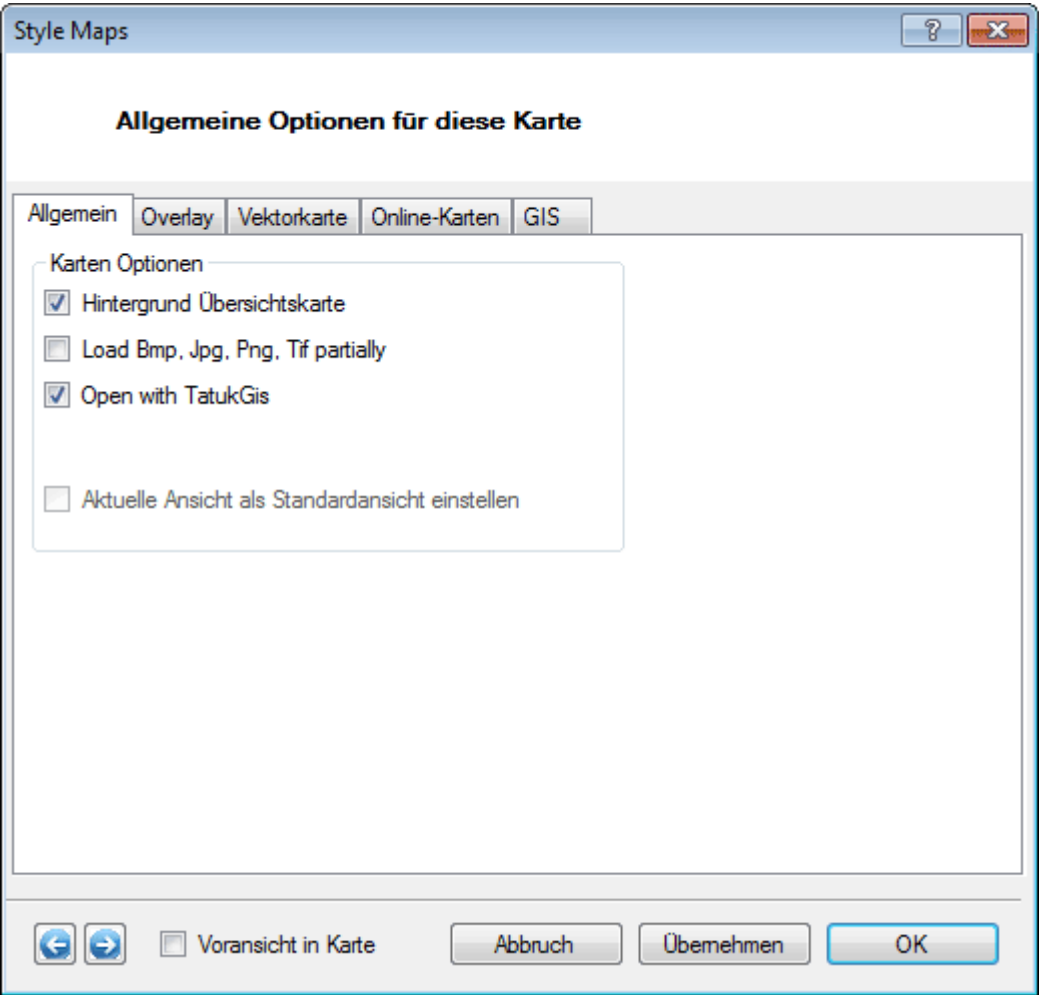 Style Maps
Allgemeine Optionen für diese Karte
Allgemein Overlay Vektorkarte Online-Karten GIS
Karten Optionen
Hintergrund Übersichtskarte
Load Bmp, Jpg, Png, Tif partially
Open with TatukGis
Aktuelle Ansicht als Standardansicht einstellen
Voransicht in Karte Abbruch Übernehmen OK